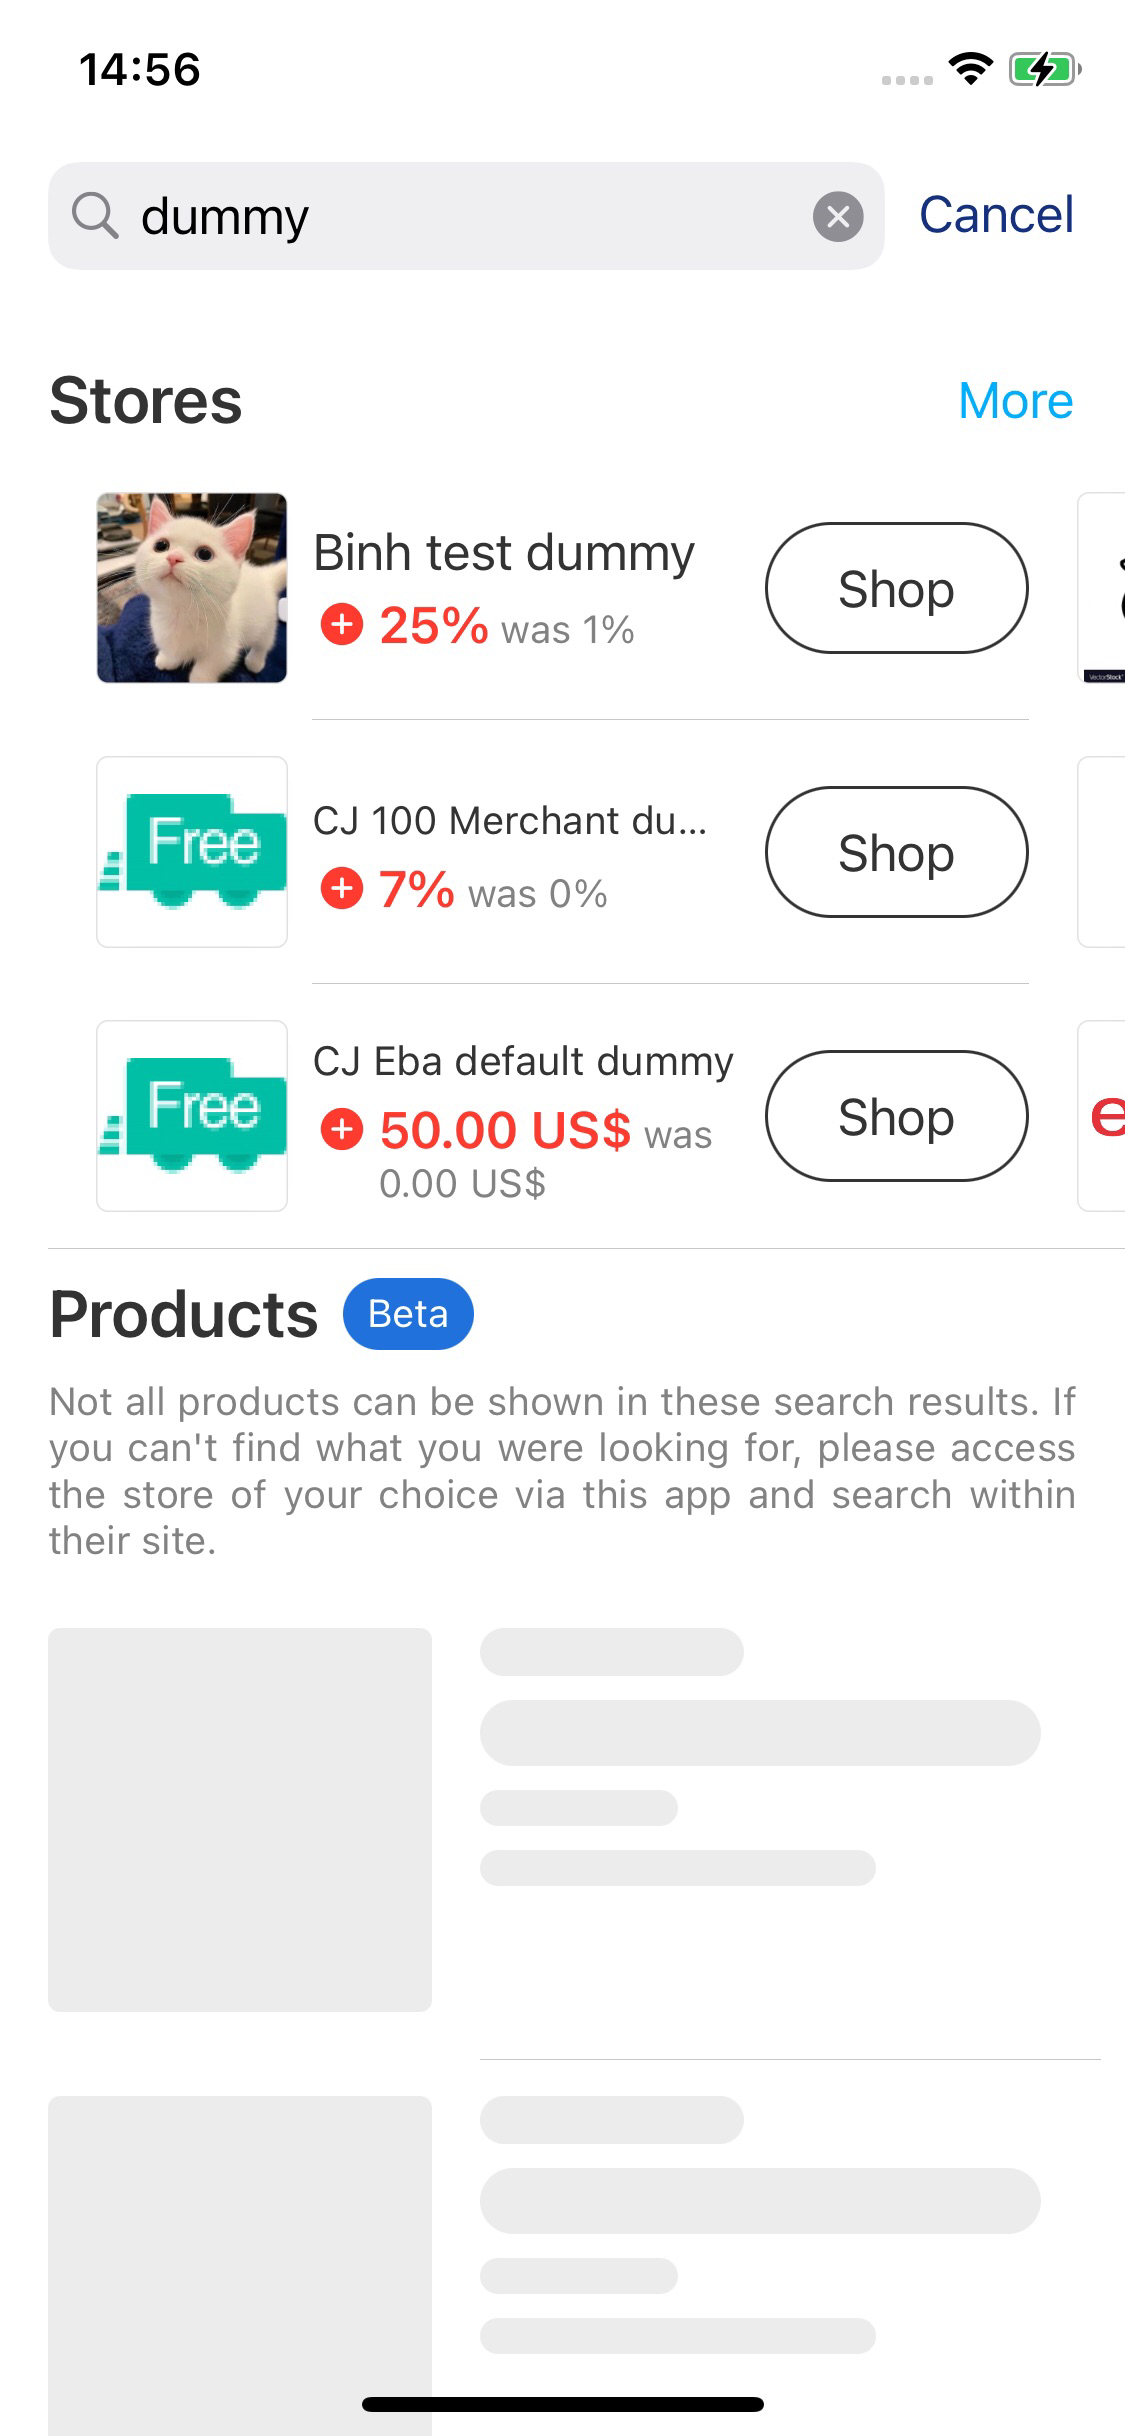 14:56
dummy
Cancel
Stores
More
Binh test dummy
25% was 1%
Shop
VectorStock
Free
CJ 100 Merchant du...
7% was 0%
Shop
Free
CJ Eba default dummy
50.00 US$ was
0.00 US$
Shop
e
Products
Beta
Not all products can be shown in these search results. If
you can't find what you were looking for, please access
the store of your choice via this app and search within
their site.